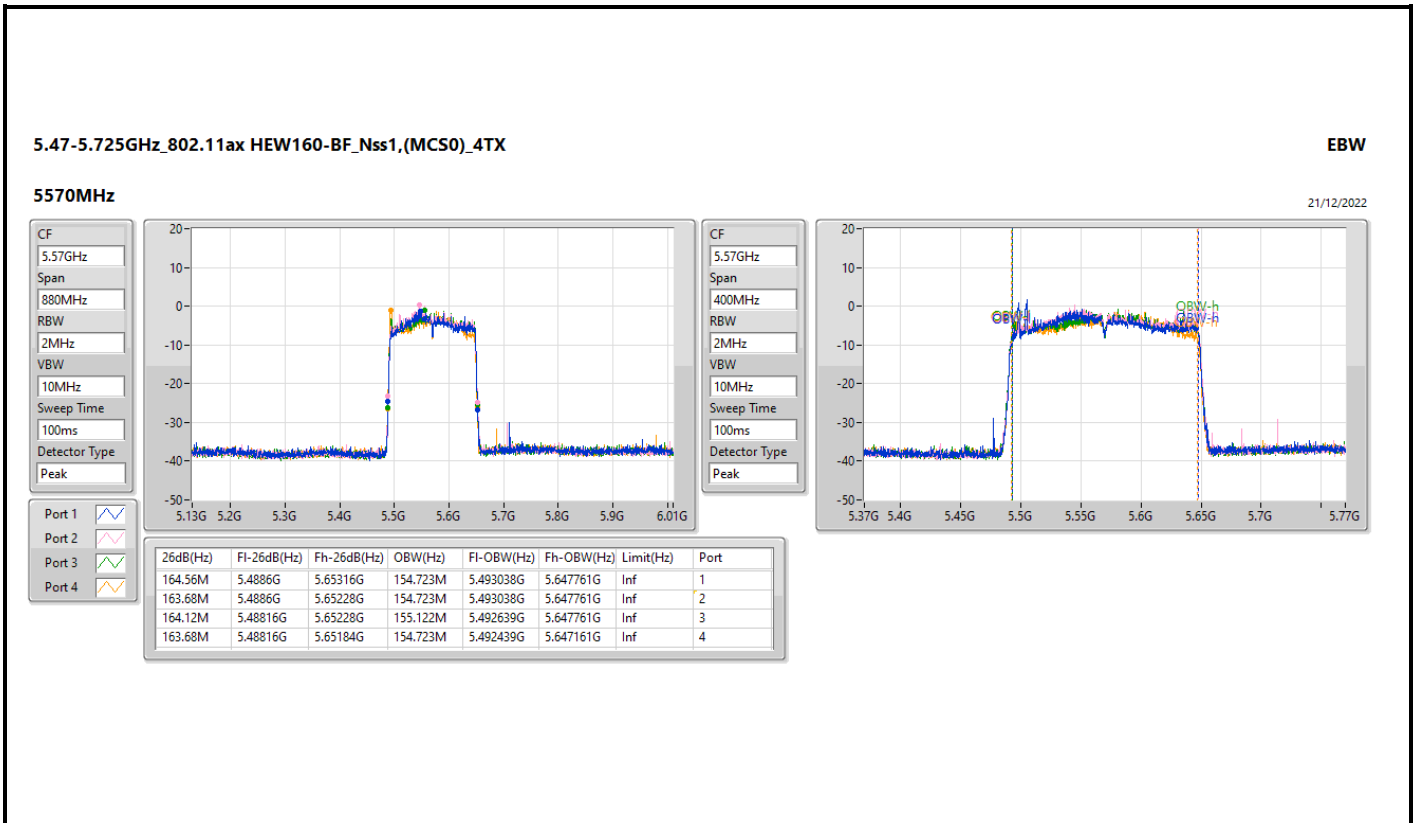 5.47-5.725GHz_802.11ax HEW160-BF_Nss1,(MCS0)_4TX
EBW
5570MHz
21/12/2022
CF
5.57GHz
Span
880MHz
RBW
2MHz
VBW
10MHz
Sweep Time
100ms
Detector Type
Peak
20
10
0
-10
-20
-30
-40
-50
5.13G 5.2G 5.3G 5.4G 5.5G 5.6G 5.7G 5.8G 5.9G 6.01G
CF
5.57GHz
Span
400MHz
RBW
2MHz
VBW
10MHz
Sweep Time
100ms
Detector Type
Peak
20
10
0
-10
-20
-30
-40
-50
OBW-h
OBW-h
5.37G 5.4G 5.45G 5.5G 5.55G 5.6G 5.65G 5.7G 5.77G
Port 1
Port 2
Port 3
Port 4
26dB(Hz) Fl-26dB(Hz) Fh-26dB(Hz) OBW(Hz) Fl-OBW(Hz) Fh-OBW(Hz) Limit(Hz) Port
164.56M 5.4886G 5.65316G 154.723M 5.493038G 5.647761G Inf 1
163.68M 5.4886G 5.65228G 154.723M 5.493038G 5.647761G Inf 2
164.12M 5.48816G 5.65228G 155.122M 5.492639G 5.647761G Inf 3
163.68M 5.48816G 5.65184G 154.723M 5.492439G 5.647161G Inf 4